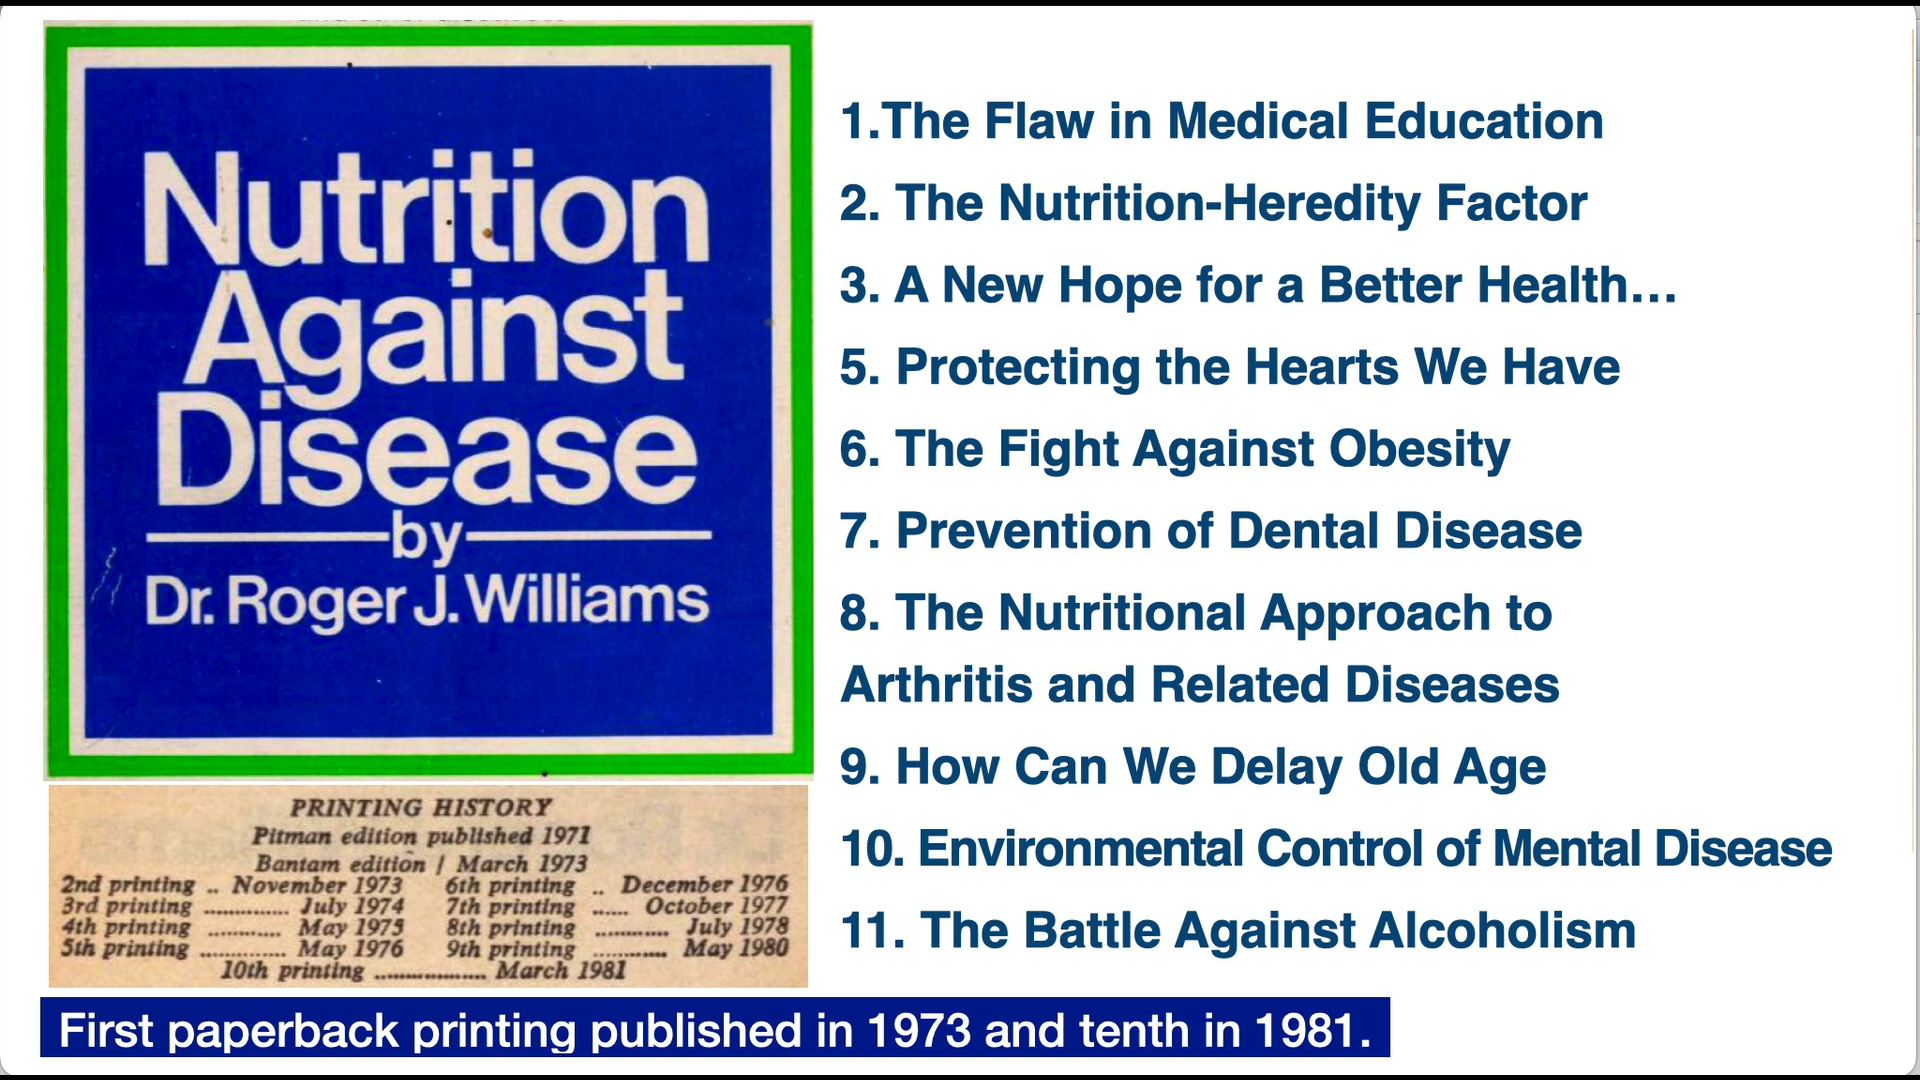 Nutrition
Against
Disease
by
Dr. Roger J. Williams
PRINTING HISTORY
Pitman edition published 1971
Bantam edition / March 1973
2nd printing .. November 1973 6th printing .. December 1976
3rd printing .............. July 1974 7th printing ...... October 1977
4th printing ............ May 1975 8th printing ............ July 1978
5th printing .............. May 1976 9th printing ............ May 1980
10th printing .................. March 1981
1.The Flaw in Medical Education
2. The Nutrition-Heredity Factor
3. A New Hope for a Better Health…
5. Protecting the Hearts We Have
6. The Fight Against Obesity
7. Prevention of Dental Disease
8. The Nutritional Approach to
Arthritis and Related Diseases
9. How Can We Delay Old Age
10. Environmental Control of Mental Disease
11. The Battle Against Alcoholism
First paperback printing published in 1973 and tenth in 1981.